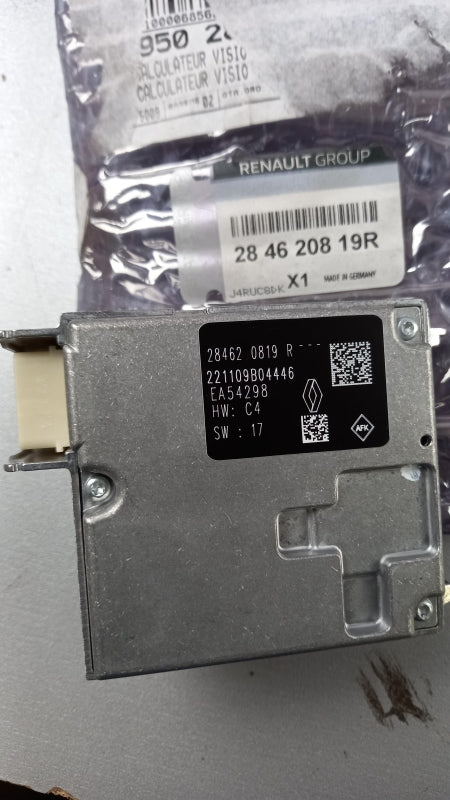 950 2
CALCULATEUR VISIO
CALCULATEUR VISIO
RENAULT GROUP
28 46 208 19R
J4RUC8DK X1 MADE IN GERMANY
28462 0819 R---
221109B04446
EA54298
HW: C4
SW : 17
AFK